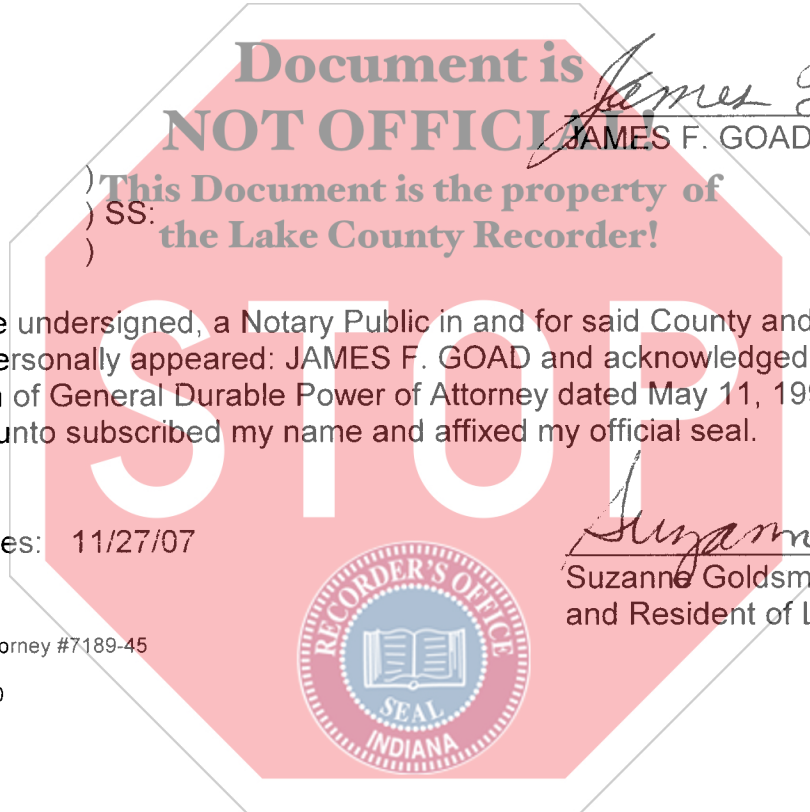 Document is
NOT OFFICIAL!
This Document is the property of
the Lake County Recorder!
STOP
James
JAMES F. GOAD
)
) SS:
)
e undersigned, a Notary Public in and for said County and
ersonally appeared: JAMES F. GOAD and acknowledged
n of General Durable Power of Attorney dated May 11, 199
unto subscribed my name and affixed my official seal.
es: 11/27/07
Suzanne
Suzanne Goldsm
and Resident of L
orney #7189-45
RECORDER'S OFFICE
SEAL
INDIANA